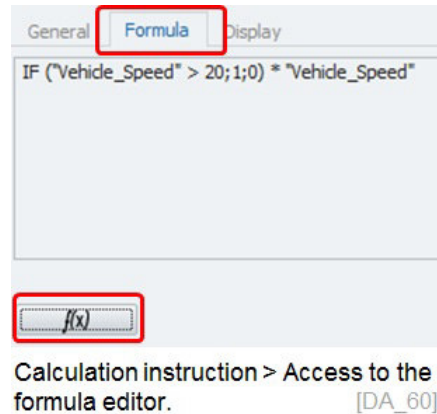 General Formula Display
IF ("Vehicle_Speed" > 20;1;0) * "Vehicle_Speed"
f(x)
Calculation instruction > Access to the
formula editor. [DA_60]